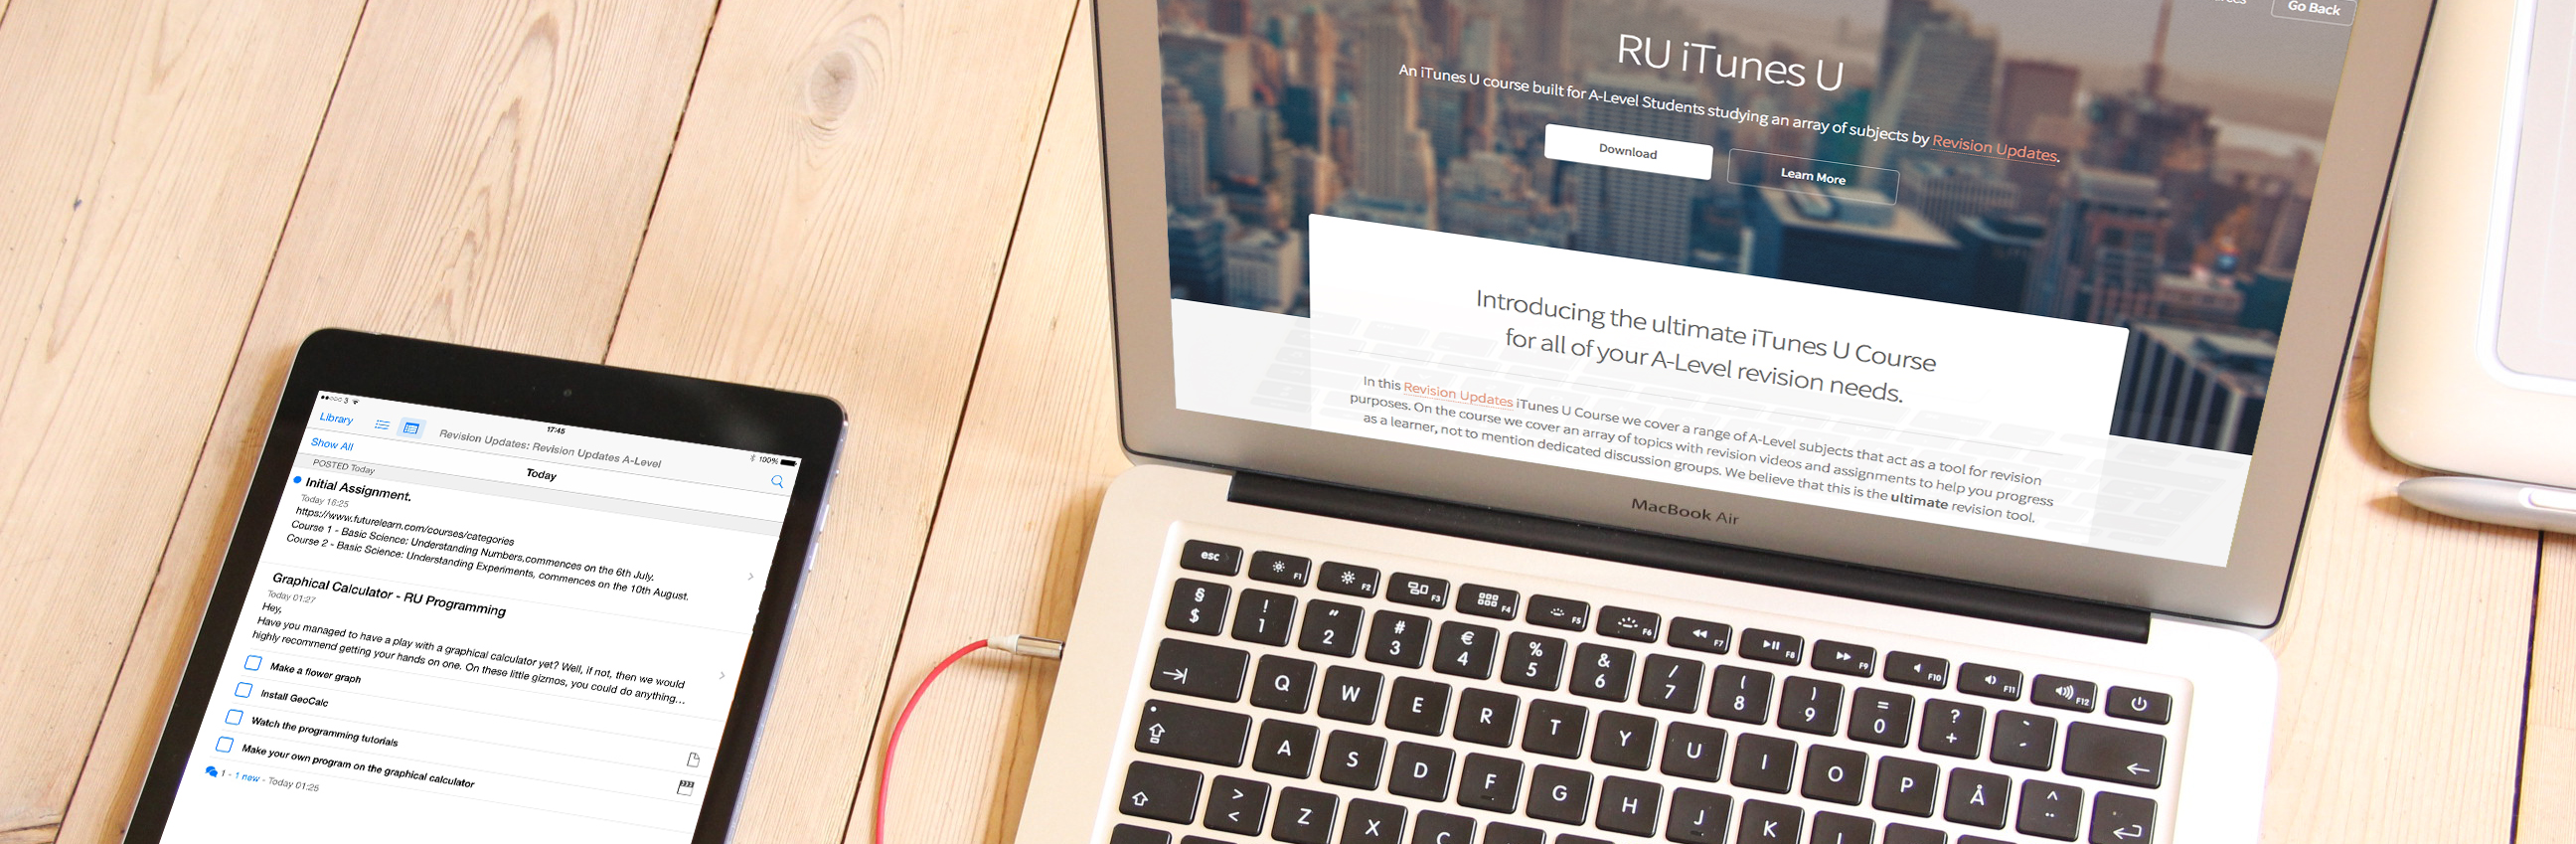 3
17:45
100%
Library
Revision Updates: Revision Updates A-Level
Show All
Today
POSTED Today
Initial Assignment.
Today 16:25
https://www.futurelearn.com/courses/categories
Course 1 - Basic Science: Understanding Numbers,commences on the 6th July.
Course 2 - Basic Science: Understanding Experiments, commences on the 10th August.
Graphical Calculator - RU Programming
Today 01:27
Hey,
Have you managed to have a play with a graphical calculator yet? Well, if not, then we would
highly recommend getting your hands on one. On these little gizmos, you could do anything...
Make a flower graph
Install GeoCalc
Watch the programming tutorials
Make your own program on the graphical calculator
1 - 1 new - Today 01:25
Go Back
RU iTunes U
An iTunes U course built for A-Level Students studying an array of subjects by Revision Updates.
Download
Learn More
Introducing the ultimate iTunes U Course
for all of your A-Level revision needs.
In this Revision Updates iTunes U Course we cover a range of A-Level subjects that act as a tool for revision
purposes. On the course we cover an array of topics with revision videos and assignments to help you progress
as a learner, not to mention dedicated discussion groups. We believe that this is the ultimate revision tool.
MacBook Air
esc F1 F2 F3 F4 F5 F6 F7 F8 F9 F10 F11 F12
§ ! " # € % & / ( ) = ? `
$ 1 2 3 4 5 6 7 8 9 0 + ´
Q W E R T Y U I O P Å ^ ¨
A S D F G H J K L
> < Z X C